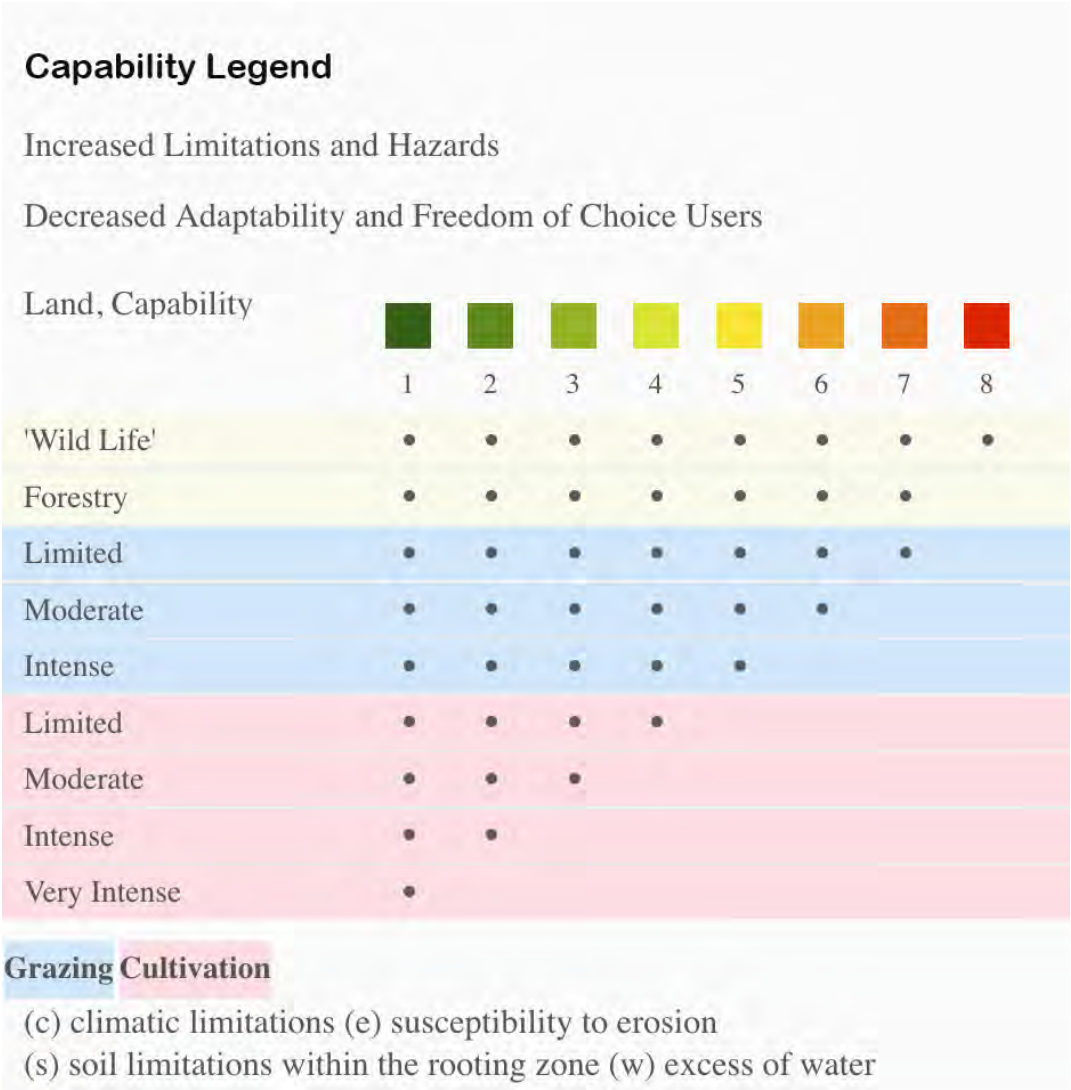 Capability Legend
Increased Limitations and Hazards
Decreased Adaptability and Freedom of Choice Users
Land, Capability
1 2 3 4 5 6 7 8
'Wild Life'
Forestry
Limited
Moderate
Intense
Limited
Moderate
Intense
Very Intense
Grazing Cultivation
(c) climatic limitations (e) susceptibility to erosion
(s) soil limitations within the rooting zone (w) excess of water